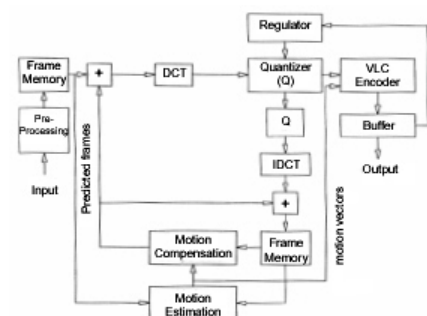 Regulator
Frame
Memory
+
DCT
Quantizer
(Q)
VLC
Encoder
Pre-
Processing
Q
Buffer
Input
Predicted frames
IDCT
Output
+
motion vectors
Motion
Compensation
Frame
Memory
Motion
Estimation